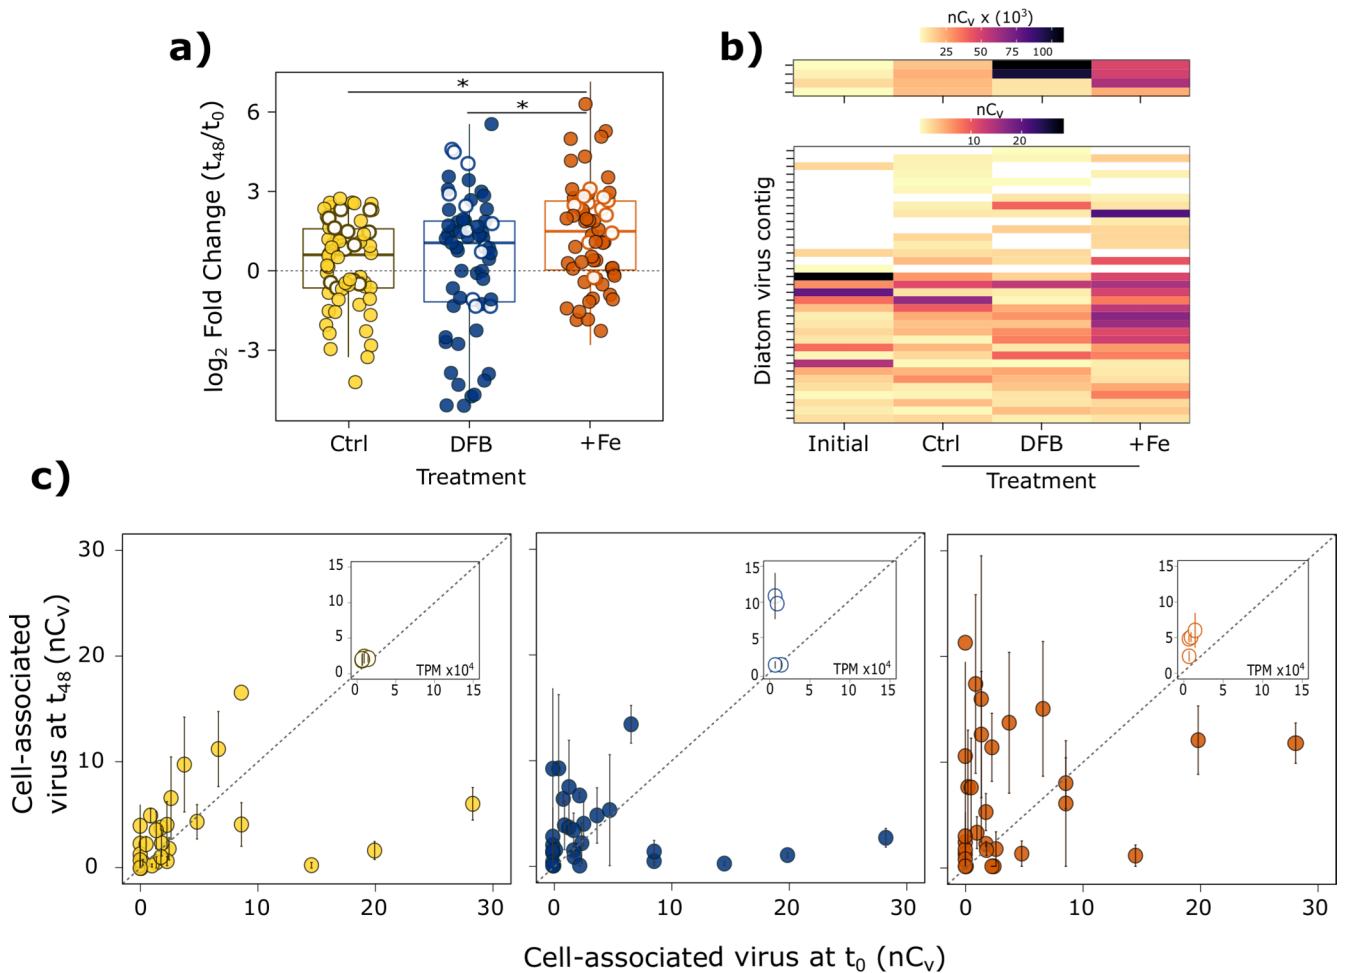 a)
log₂ Fold Change (t₄₈/t₀)
6
3
0
-3
*
*
Ctrl
DFB
+Fe
Treatment
b)
nCᵥ x (10³)
25 50 75 100
nCᵥ
10 20
Diatom virus contig
Initial
Ctrl
DFB
+Fe
Treatment
c)
Cell-associated
virus at t₄₈ (nCᵥ)
30
20
10
0
15
10
5
0
TPM x10⁴
0 5 10 15
0 10 20 30
15
10
5
0
TPM x10⁴
0 5 10 15
0 10 20 30
15
10
5
0
TPM x10⁴
0 5 10 15
0 10 20 30
Cell-associated virus at t₀ (nCᵥ)